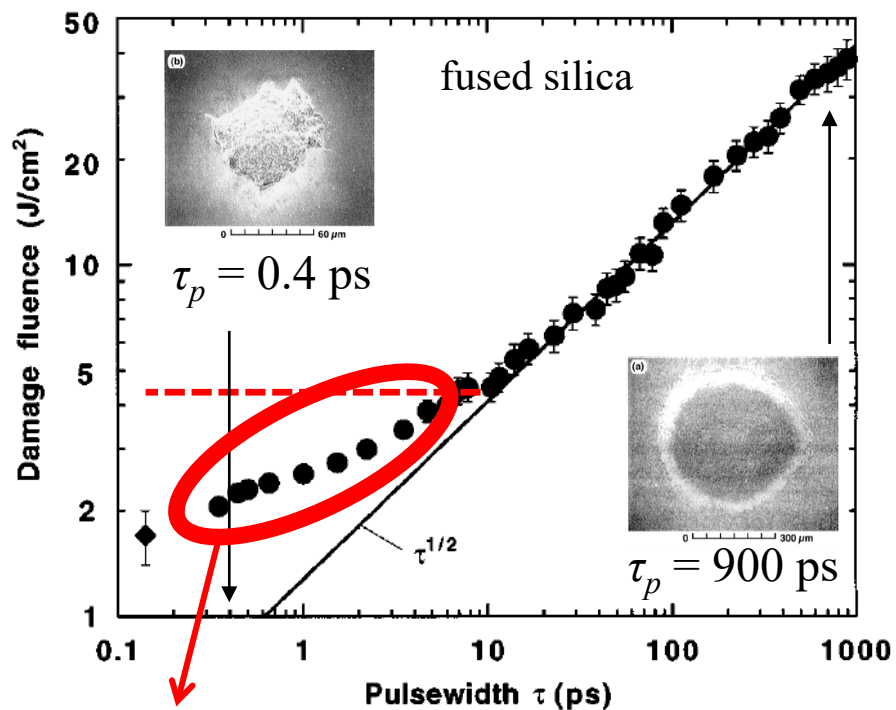 50
(b)
fused silica
20
0 60 μm
τp = 0.4 ps
10
Damage fluence (J/cm2)
5
(a)
2
0 300 μm
τ1/2
τp = 900 ps
1
0.1 1 10 100 1000
Pulsewidth τ (ps)